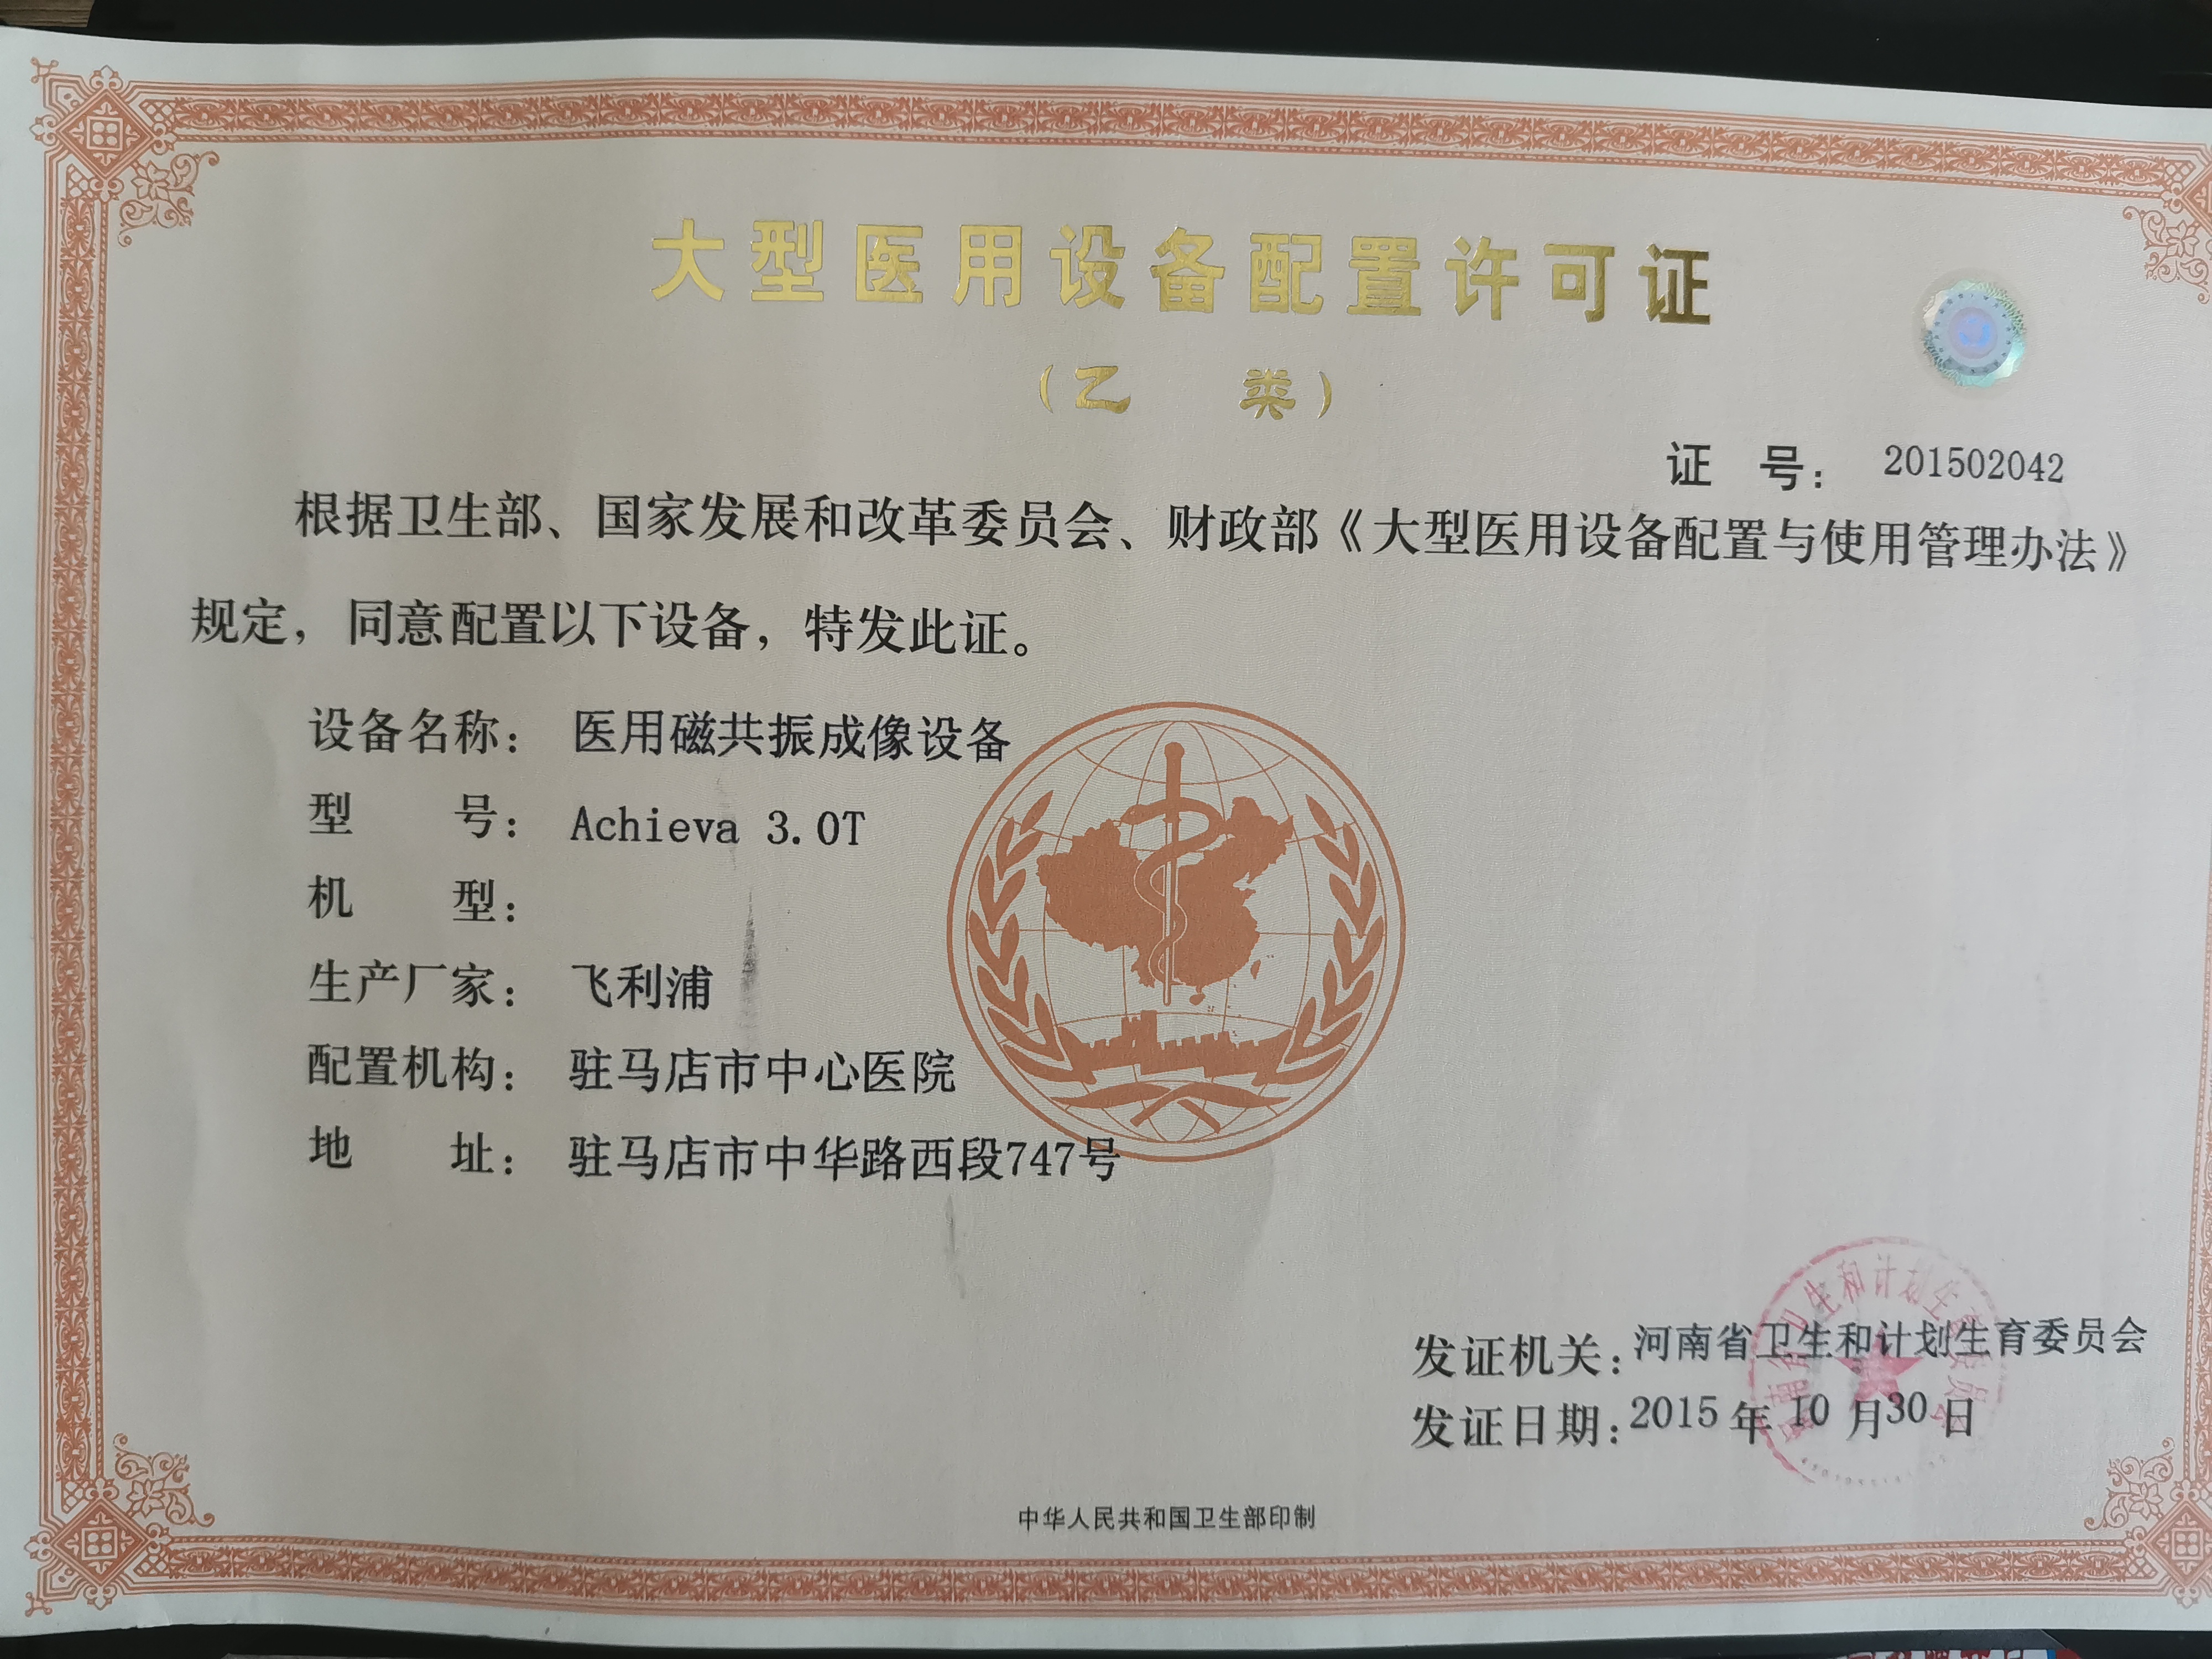 大型医用设备配置许可证
（乙 类）
证 号： 201502042
根据卫生部、国家发展和改革委员会、财政部《大型医用设备配置与使用管理办法》
规定，同意配置以下设备，特发此证。
设备名称： 医用磁共振成像设备
型 号： Achieva 3.0T
机 型：
生产厂家： 飞利浦
配置机构： 驻马店市中心医院
地 址： 驻马店市中华路西段747号
发证机关：河南省卫生和计划生育委员会
发证日期：2015年10月30日
中华人民共和国卫生部印制